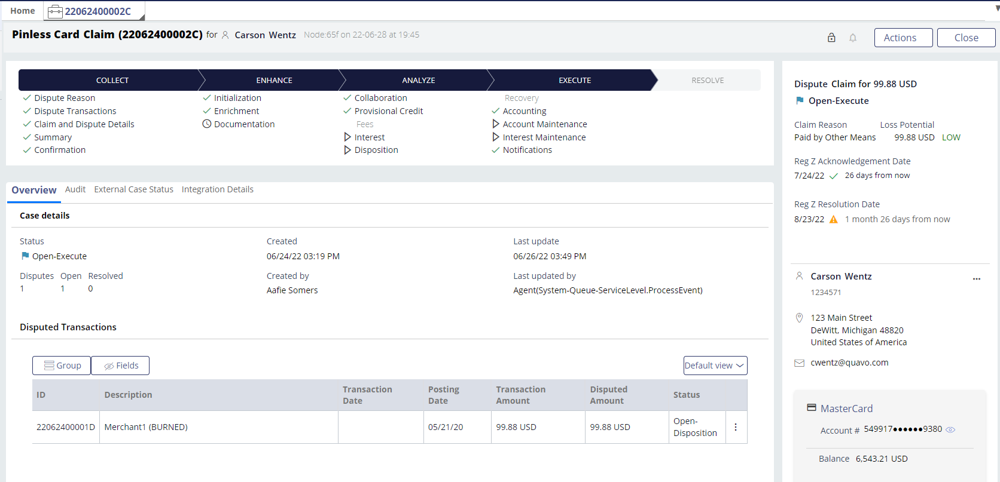 Home
22062400002C
Pinless Card Claim (22062400002C) for Carson Wentz Node:65f on 22-06-28 at 19:45
Actions
Close
COLLECT
Dispute Reason
Dispute Transactions
Claim and Dispute Details
Summary
Confirmation
ENHANCE
Initialization
Enrichment
Documentation
ANALYZE
Collaboration
Provisional Credit
Fees
Interest
Disposition
EXECUTE
Recovery
Accounting
Account Maintenance
Interest Maintenance
Notifications
RESOLVE
Overview Audit External Case Status Integration Details
Case details
Status
Open-Execute
Created
06/24/22 03:19 PM
Last update
06/26/22 03:49 PM
Disputes Open Resolved
1 1 0
Created by
Aafie Somers
Last updated by
Agent(System-Queue-ServiceLevel.ProcessEvent)
Disputed Transactions
Group
Fields
Default view
ID Description Transaction Date Posting Date Transaction Amount Disputed Amount Status
22062400001D Merchant1 (BURNED) 05/21/20 99.88 USD 99.88 USD Open-Disposition
Dispute Claim for 99.88 USD
Open-Execute
Claim Reason Loss Potential
Paid by Other Means 99.88 USD LOW
Reg Z Acknowledgement Date
7/24/22 26 days from now
Reg Z Resolution Date
8/23/22 1 month 26 days from now
Carson Wentz
1234571
123 Main Street
DeWitt, Michigan 48820
United States of America
cwentz@quavo.com
MasterCard
Account # 549917●●●●●●9380
Balance 6,543.21 USD